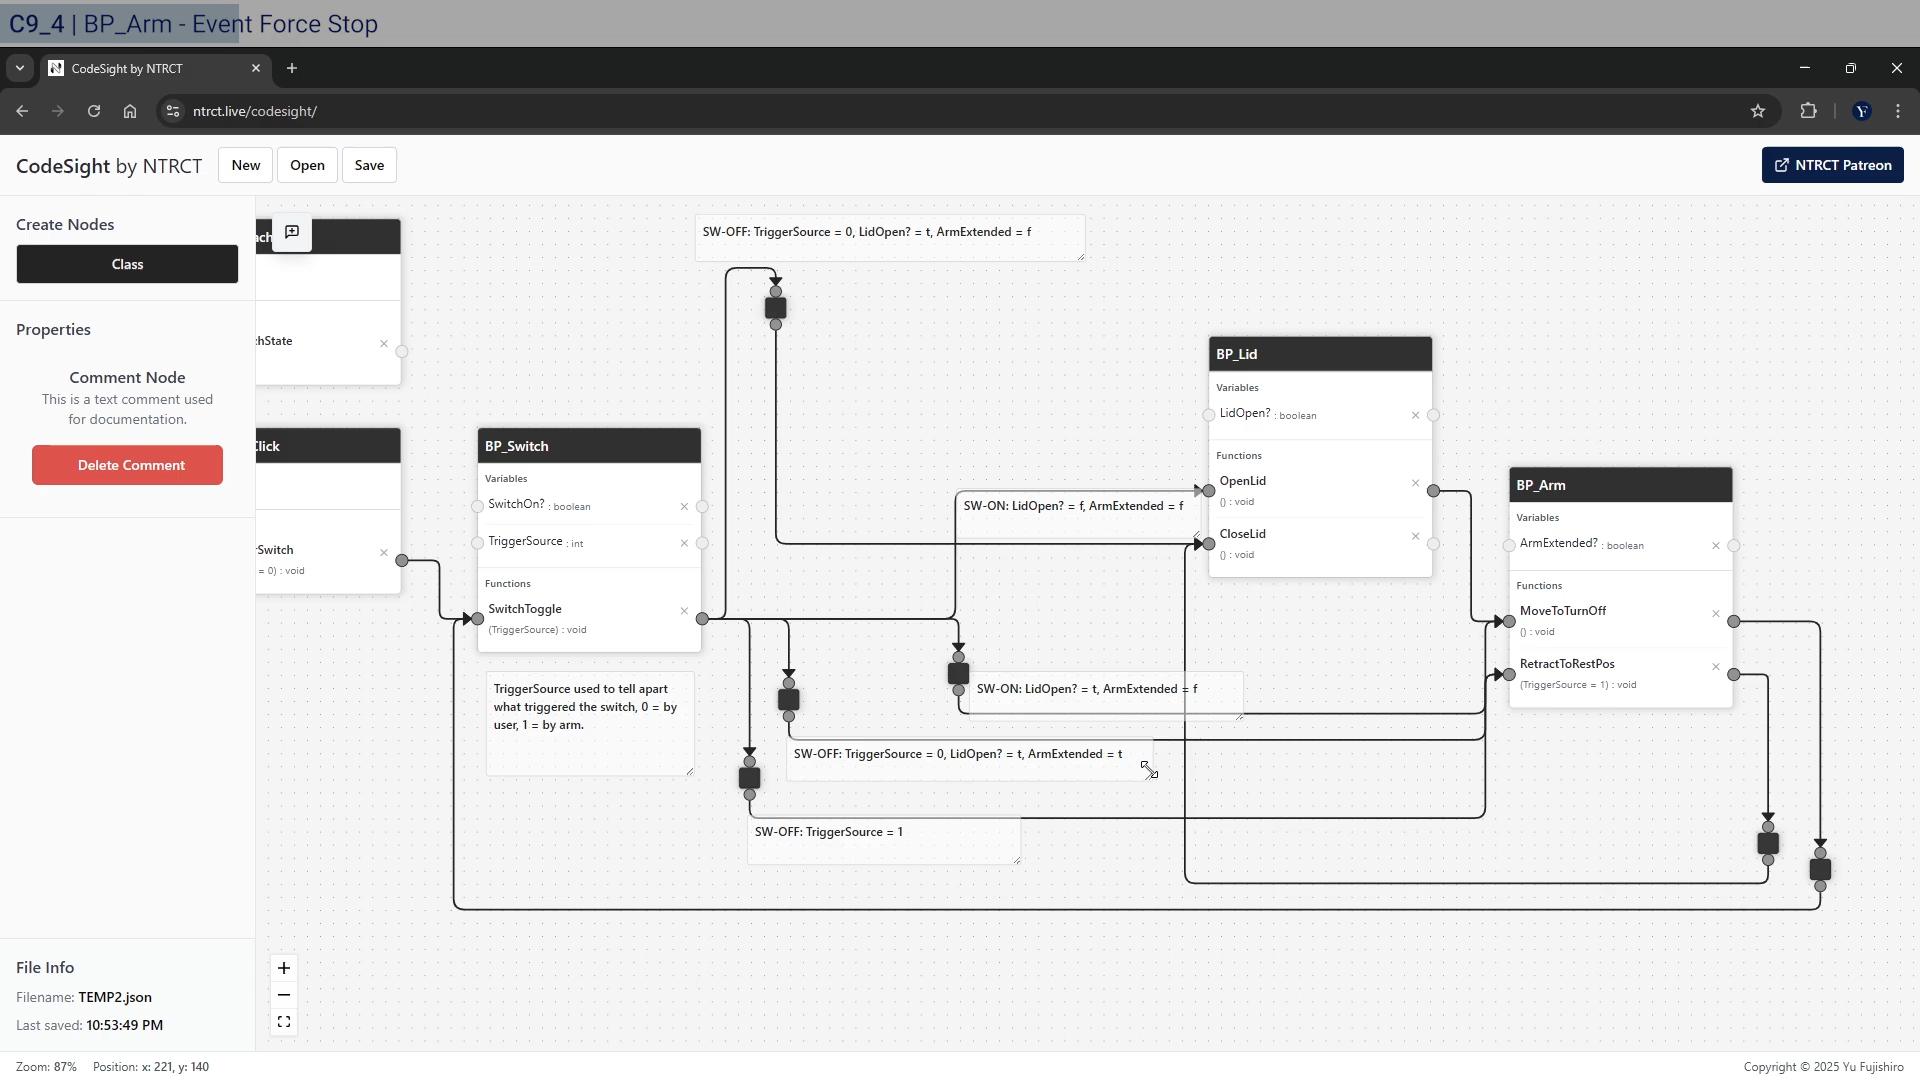 C9_4 | BP_Arm - Event Force Stop
CodeSight by NTRCT
ntrct.live/codesight/
CodeSight by NTRCT
New
Open
Save
NTRCT Patreon
Create Nodes
Class
Properties
Comment Node
This is a text comment used
for documentation.
Delete Comment
File Info
Filename: TEMP2.json
Last saved: 10:53:49 PM
Zoom: 87%
Position: x: 221, y: 140
Copyright © 2025 Yu Fujishiro
ach
hState
Click
rSwitch
= 0) : void
BP_Switch
Variables
SwitchOn? : boolean
TriggerSource : int
Functions
SwitchToggle
(TriggerSource) : void
TriggerSource used to tell apart
what triggered the switch, 0 = by
user, 1 = by arm.
SW-OFF: TriggerSource = 0, LidOpen? = t, ArmExtended = f
SW-ON: LidOpen? = f, ArmExtended = f
SW-ON: LidOpen? = t, ArmExtended = f
SW-OFF: TriggerSource = 0, LidOpen? = t, ArmExtended = t
SW-OFF: TriggerSource = 1
BP_Lid
Variables
LidOpen? : boolean
Functions
OpenLid
() : void
CloseLid
() : void
BP_Arm
Variables
ArmExtended? : boolean
Functions
MoveToTurnOff
() : void
RetractToRestPos
(TriggerSource = 1) : void